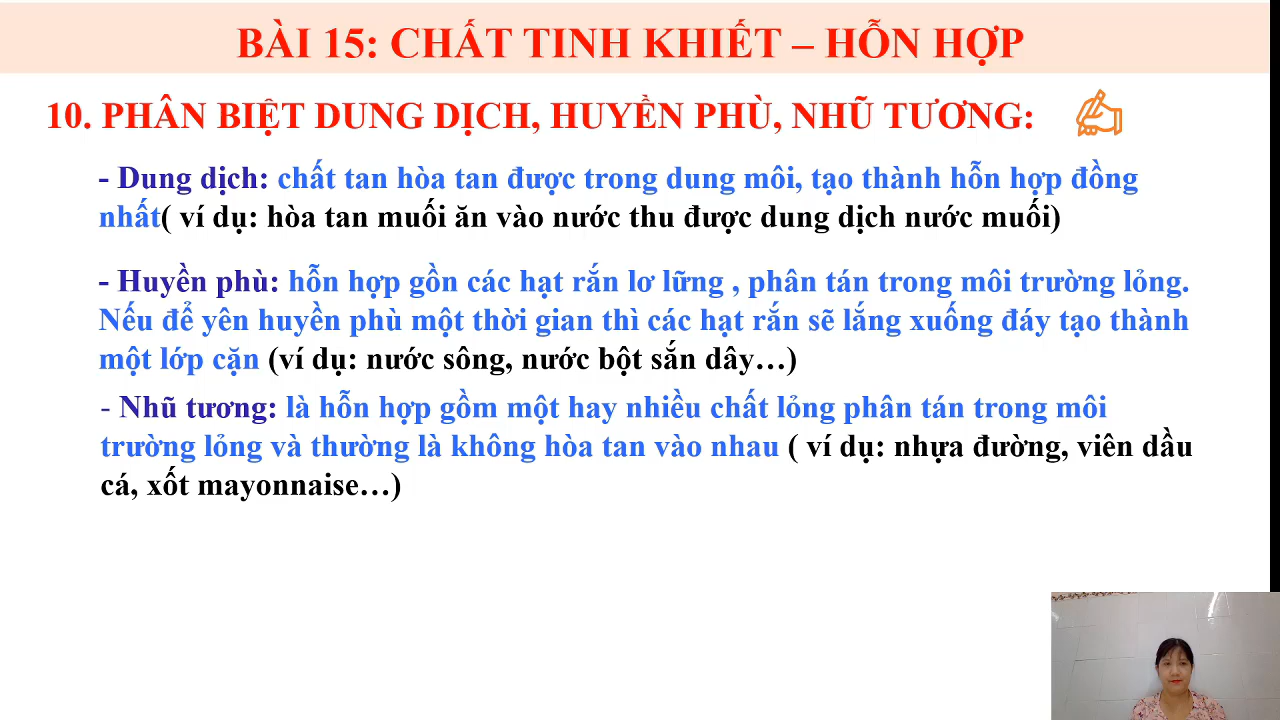 BÀI 15: CHẤT TINH KHIẾT – HỖN HỢP
10. PHÂN BIỆT DUNG DỊCH, HUYỀN PHÙ, NHŨ TƯƠNG:
- Dung dịch: chất tan hòa tan được trong dung môi, tạo thành hỗn hợp đồng
nhất( ví dụ: hòa tan muối ăn vào nước thu được dung dịch nước muối)
- Huyền phù: hỗn hợp gồn các hạt rắn lơ lững , phân tán trong môi trường lỏng.
Nếu để yên huyền phù một thời gian thì các hạt rắn sẽ lắng xuống đáy tạo thành
một lớp cặn (ví dụ: nước sông, nước bột sắn dây…)
- Nhũ tương: là hỗn hợp gồm một hay nhiều chất lỏng phân tán trong môi
trường lỏng và thường là không hòa tan vào nhau ( ví dụ: nhựa đường, viên dầu
cá, xốt mayonnaise…)